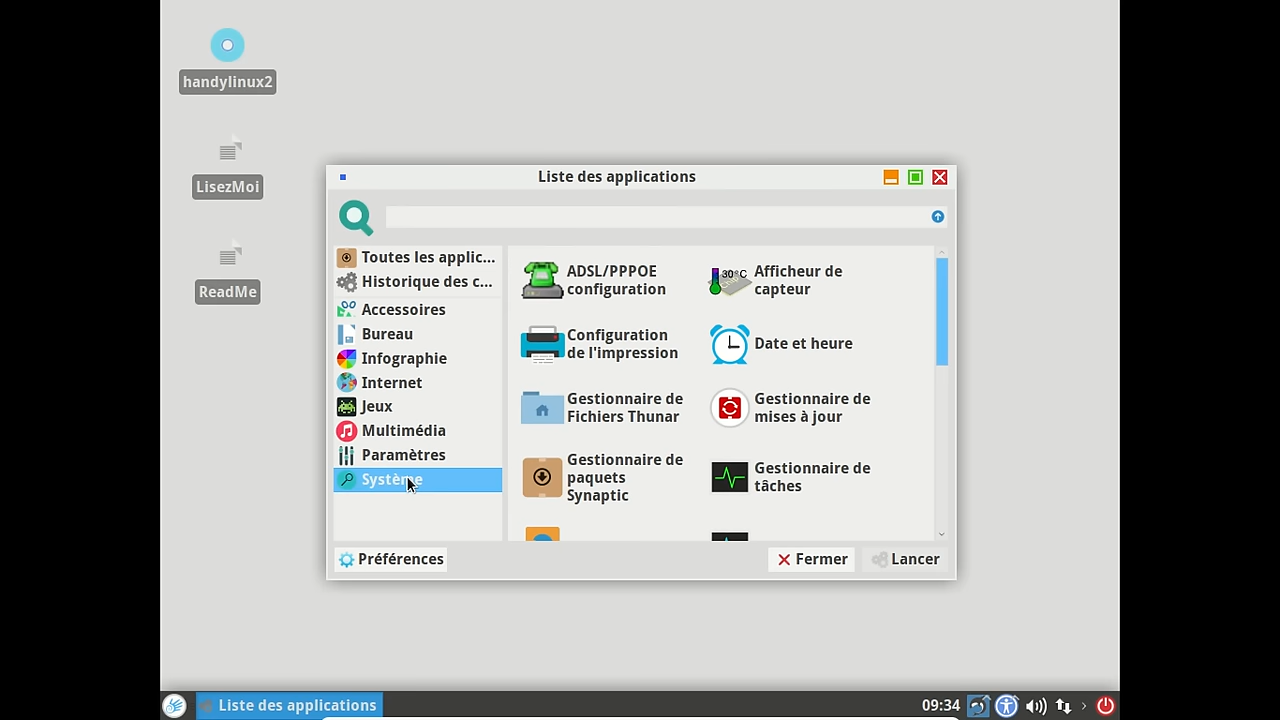 handylinux2
LisezMoi
ReadMe
Liste des applications
Toutes les applic...
Historique des c...
Accessoires
Bureau
Infographie
Internet
Jeux
Multimédia
Paramètres
Système
ADSL/PPPOE
configuration
30°C
Afficheur de
capteur
Configuration
de l'impression
Date et heure
Gestionnaire de
Fichiers Thunar
Gestionnaire de
mises à jour
Gestionnaire de
paquets
Synaptic
Gestionnaire de
tâches
Préférences
Fermer
Lancer
Liste des applications
09:34